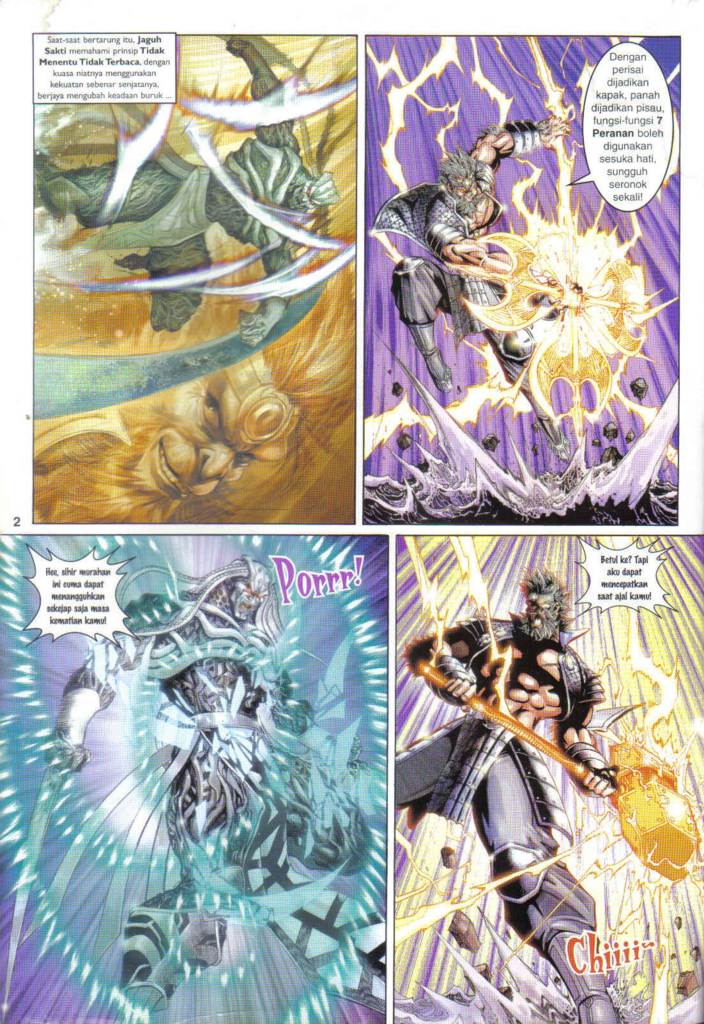 Saat-saat bertarung itu, Jaguh
Sakti memahami prinsip Tidak
Menentu Tidak Terbaca, dengan
kuasa niatnya menggunakan
kekuatan sebenar senjatanya,
berjaya mengubah keadaan buruk ...
Dengan
perisai
dijadikan
kapak, panah
dijadikan pisau,
fungsi-fungsi 7
Peranan boleh
digunakan
sesuka hati,
sungguh
seronok
sekali!
2
Hee, sihir murahan
ini cuma dapat
menangguhkan
sekejap saja masa
kematian kamu!
Porrr!
Betul ke? Tapi
aku dapat
mencepatkan
saat ajal kamu!
Chiiii~